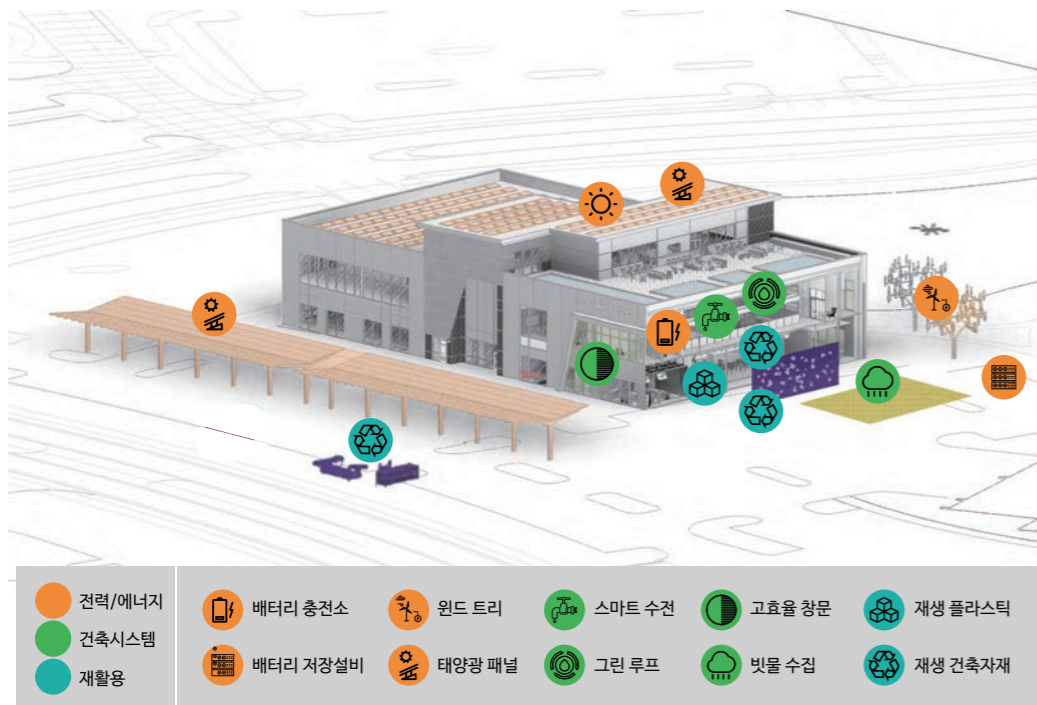 전력/에너지
건축시스템
재활용
배터리 충전소
윈드 트리
스마트 수전
고효율 창문
재생 플라스틱
배터리 저장설비
태양광 패널
그린 루프
빗물 수집
재생 건축자재